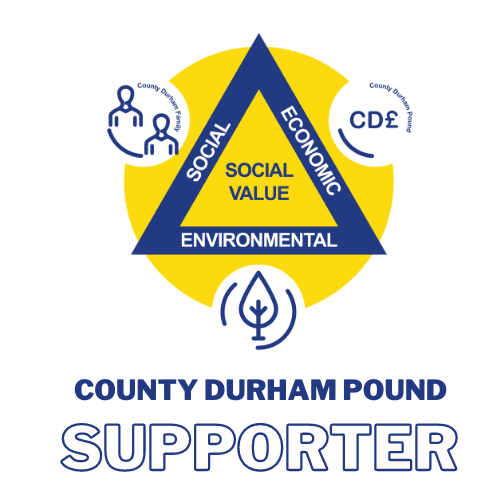 County Durham Family
County Durham Pound
CD£
SOCIAL
ECONOMIC
SOCIAL
VALUE
ENVIRONMENTAL
COUNTY DURHAM POUND
SUPPORTER